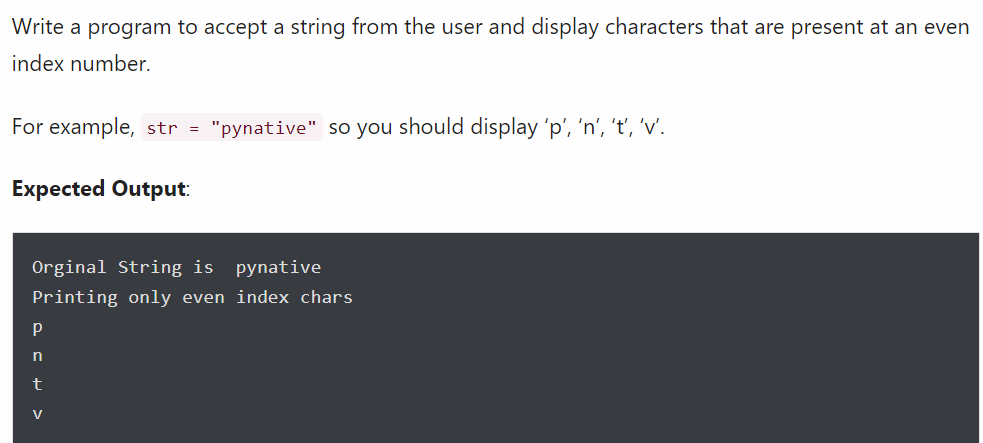 Write a program to accept a string from the user and display characters that are present at an even
index number.
For example, str = "pynative" so you should display ‘p’, ‘n’, ‘t’, ‘v’.
Expected Output:
Orginal String is  pynative
Printing only even index chars
p
n
t
v